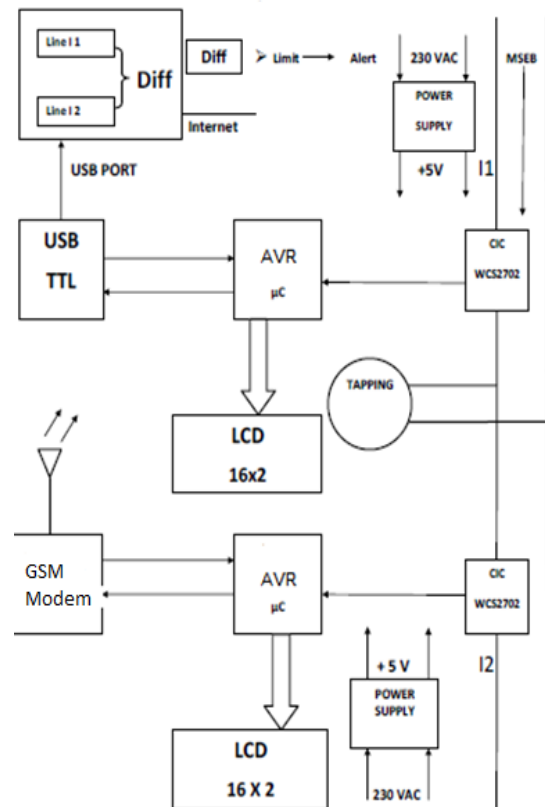 Line I 1
Line I 2
Diff
Diff
➢ Limit → Alert
Internet
230 VAC
MSEB
POWER
SUPPLY
+5V
I1
USB PORT
USB
TTL
AVR
µC
CIC
WCS2702
TAPPING
LCD
16x2
GSM
Modem
AVR
µC
CIC
WCS2702
I2
+ 5 V
POWER
SUPPLY
230 VAC
LCD
16 X 2